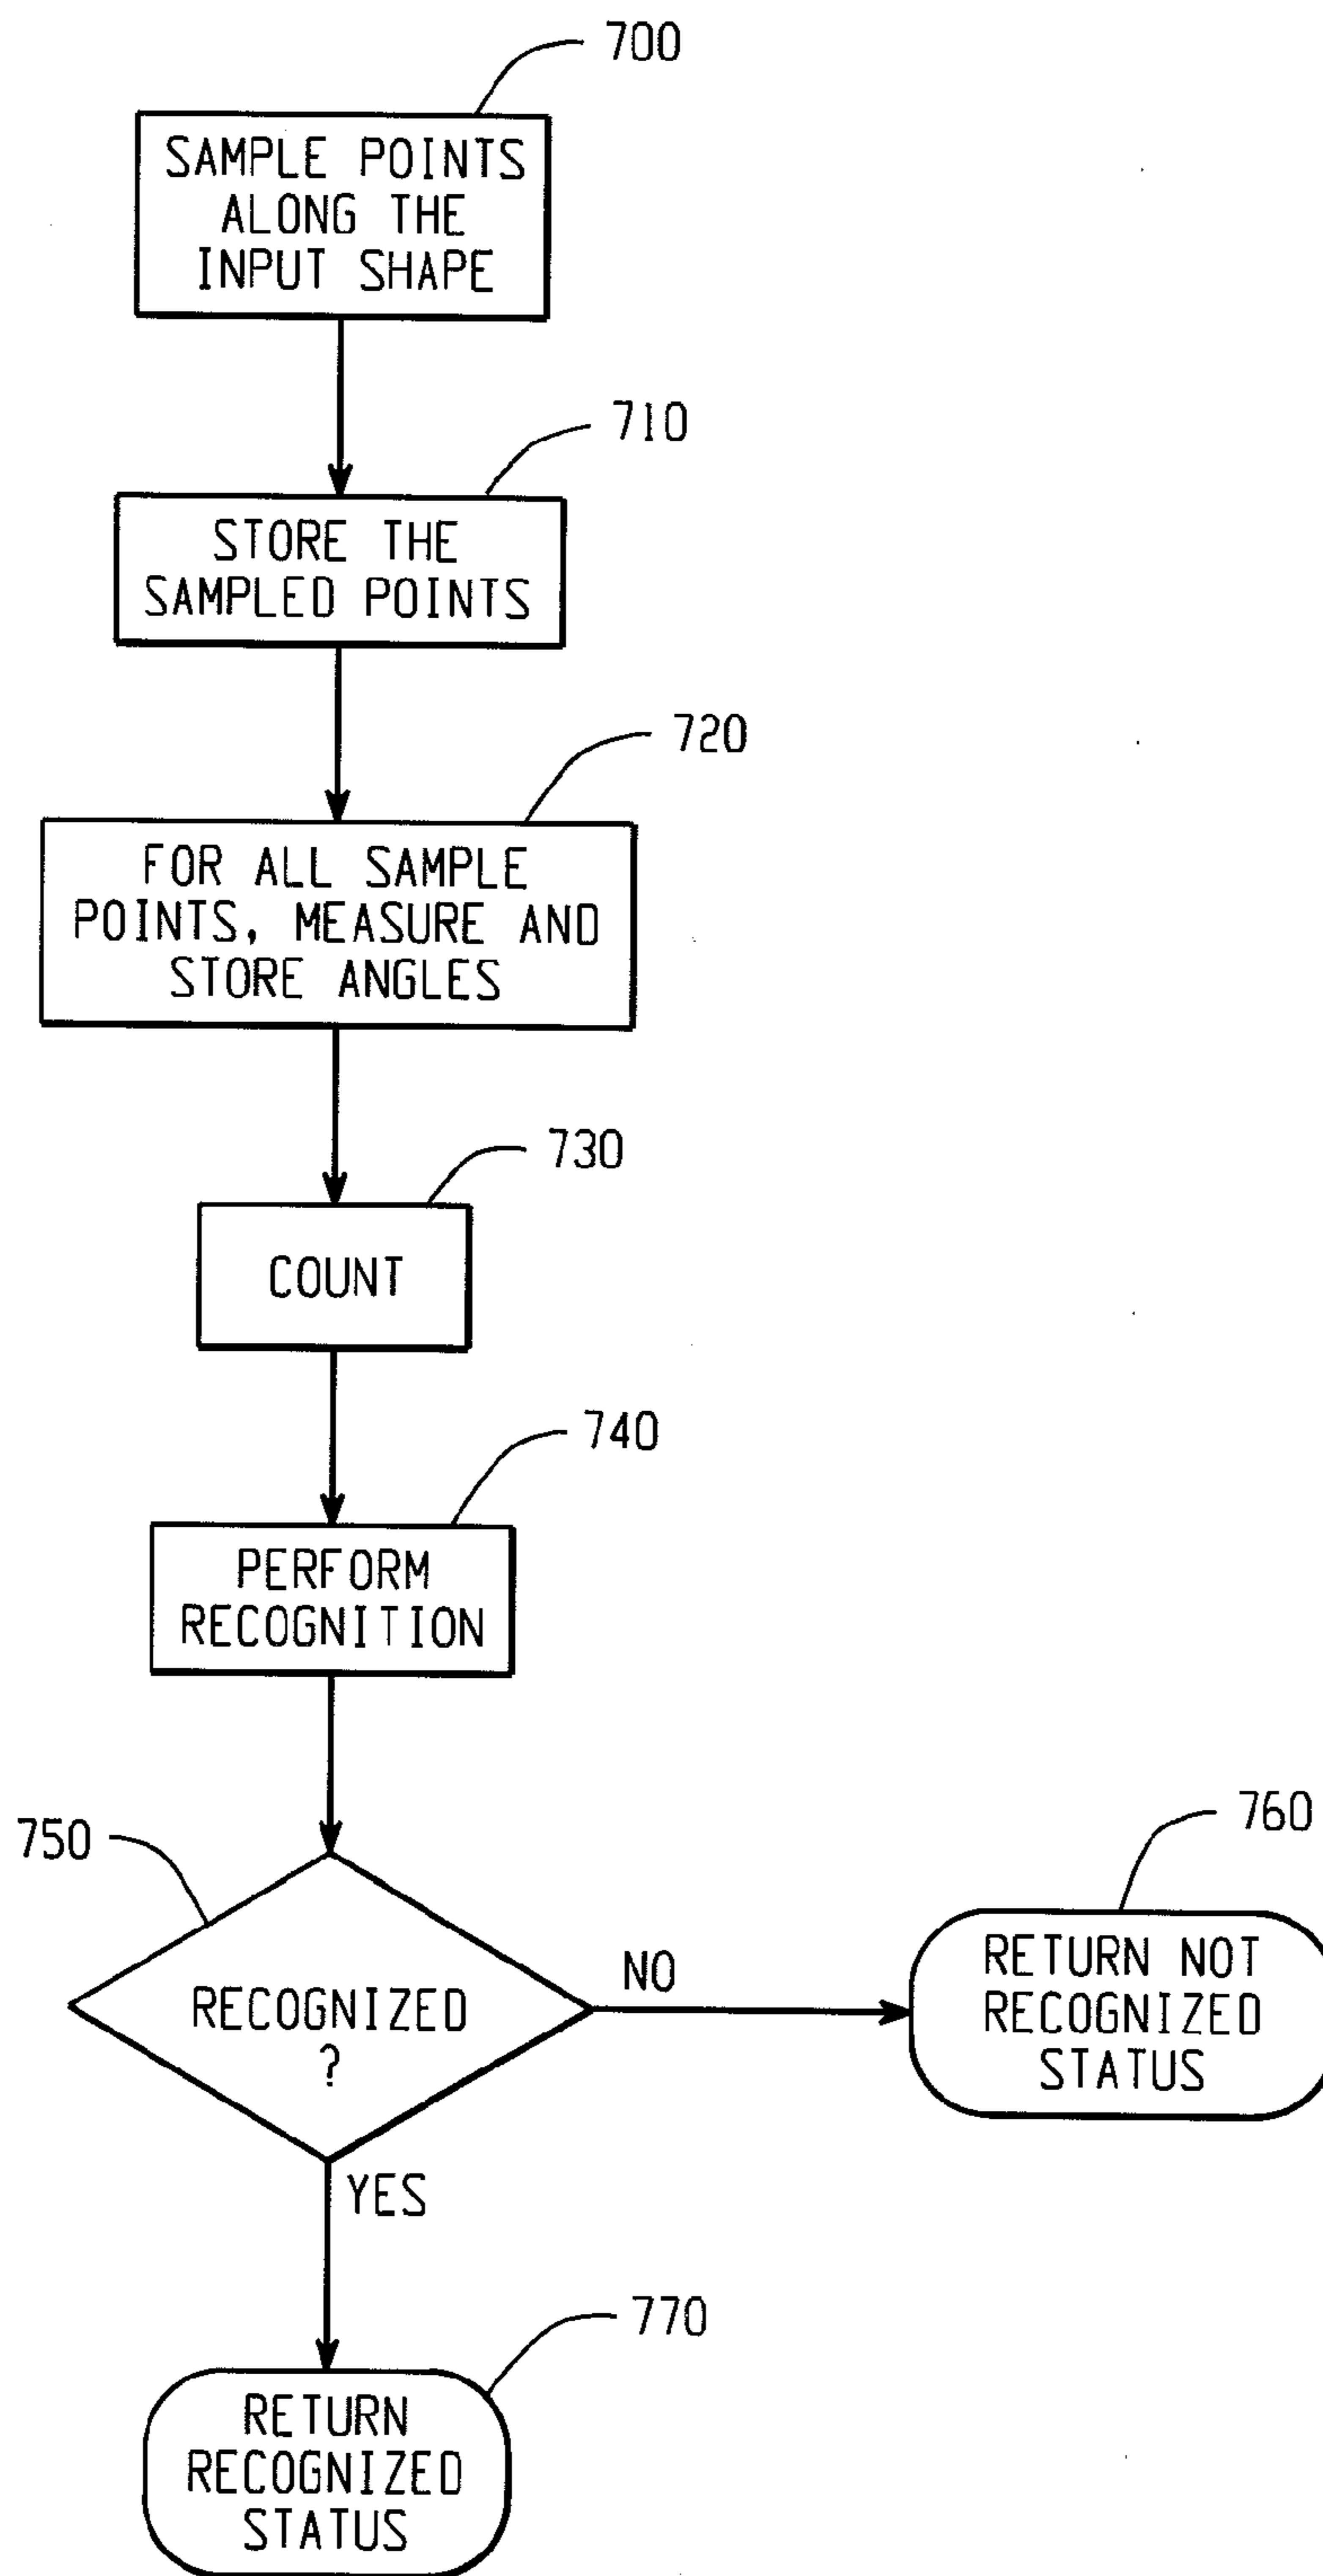 700
SAMPLE POINTS
ALONG THE
INPUT SHAPE
710
STORE THE
SAMPLED POINTS
720
FOR ALL SAMPLE
POINTS, MEASURE AND
STORE ANGLES
730
COUNT
740
PERFORM
RECOGNITION
750
RECOGNIZED
?
NO
760
RETURN NOT
RECOGNIZED
STATUS
YES
770
RETURN
RECOGNIZED
STATUS